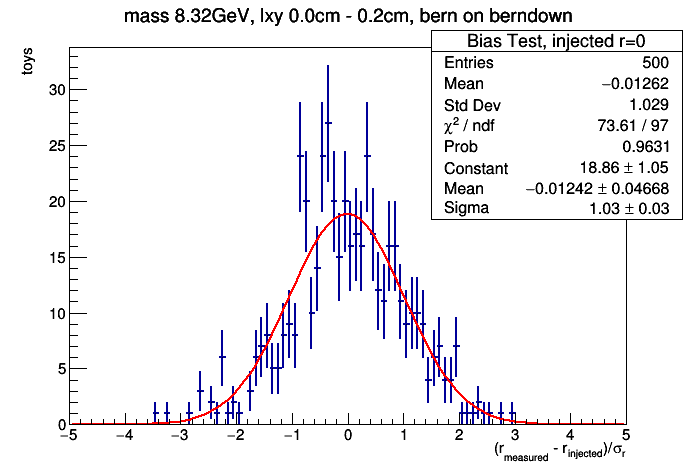 mass 8.32GeV, lxy 0.0cm - 0.2cm, bern on berndown
Bias Test, injected r=0
Entries 500
Mean −0.01262
Std Dev 1.029
χ² / ndf 73.61 / 97
Prob 0.9631
Constant 18.86 ± 1.05
Mean −0.01242 ± 0.04668
Sigma 1.03 ± 0.03
toys
30
25
20
15
10
5
0
−5 −4 −3 −2 −1 0 1 2 3 4 5
(r_measured - r_injected)/σ_r